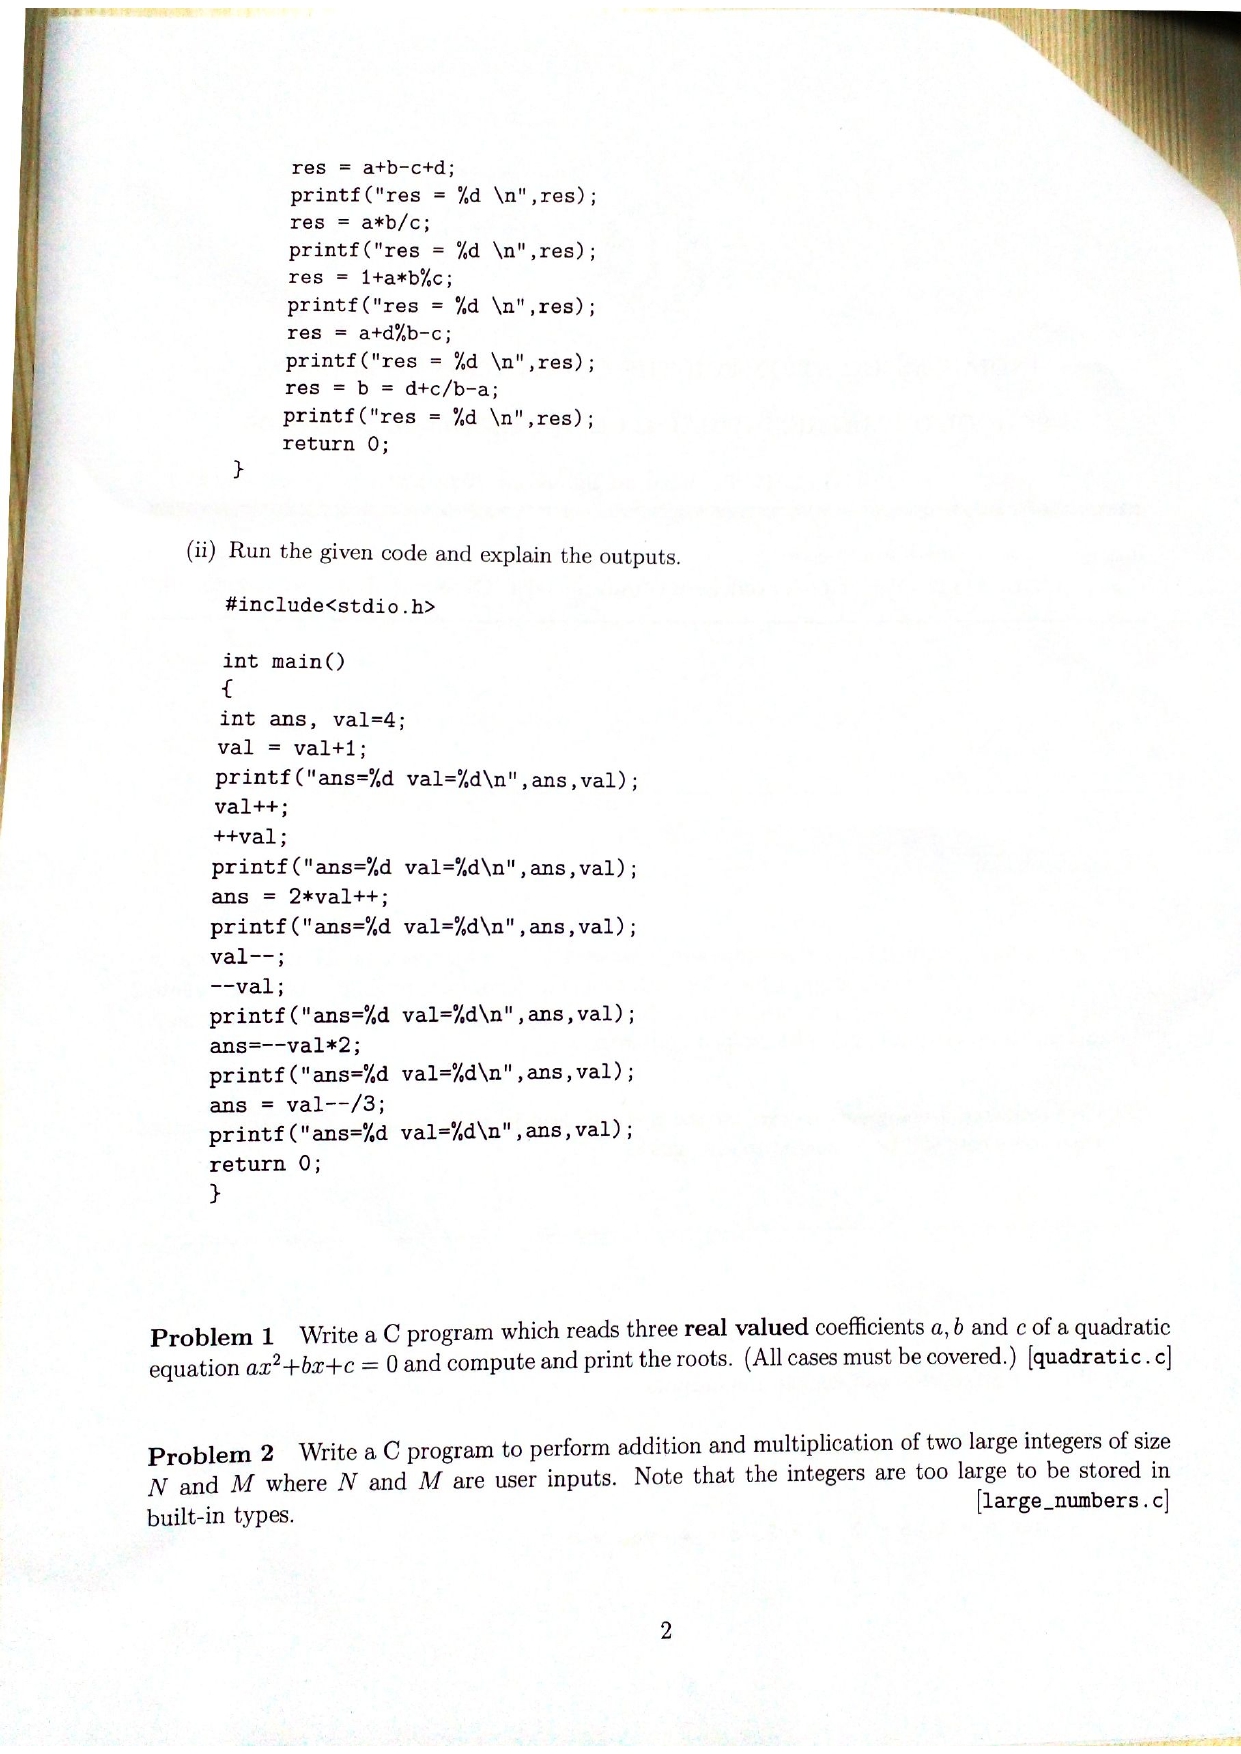 res = a+b-c+d;
printf("res = %d \n",res);
res = a*b/c;
printf("res = %d \n",res);
res = 1+a*b%c;
printf("res = %d \n",res);
res = a+d%b-c;
printf("res = %d \n",res);
res = b = d+c/b-a;
printf("res = %d \n",res);
return 0;
}
(ii) Run the given code and explain the outputs.
#include<stdio.h>
int main()
{
int ans, val=4;
val = val+1;
printf("ans=%d val=%d\n",ans,val);
val++;
++val;
printf("ans=%d val=%d\n",ans,val);
ans = 2*val++;
printf("ans=%d val=%d\n",ans,val);
val--;
--val;
printf("ans=%d val=%d\n",ans,val);
ans=--val*2;
printf("ans=%d val=%d\n",ans,val);
ans = val--/3;
printf("ans=%d val=%d\n",ans,val);
return 0;
}
Problem 1 Write a C program which reads three real valued coefficients a, b and c of a quadratic
equation ax²+bx+c = 0 and compute and print the roots. (All cases must be covered.) [quadratic.c]
Problem 2 Write a C program to perform addition and multiplication of two large integers of size
N and M where N and M are user inputs. Note that the integers are too large to be stored in
built-in types. [large_numbers.c]
2